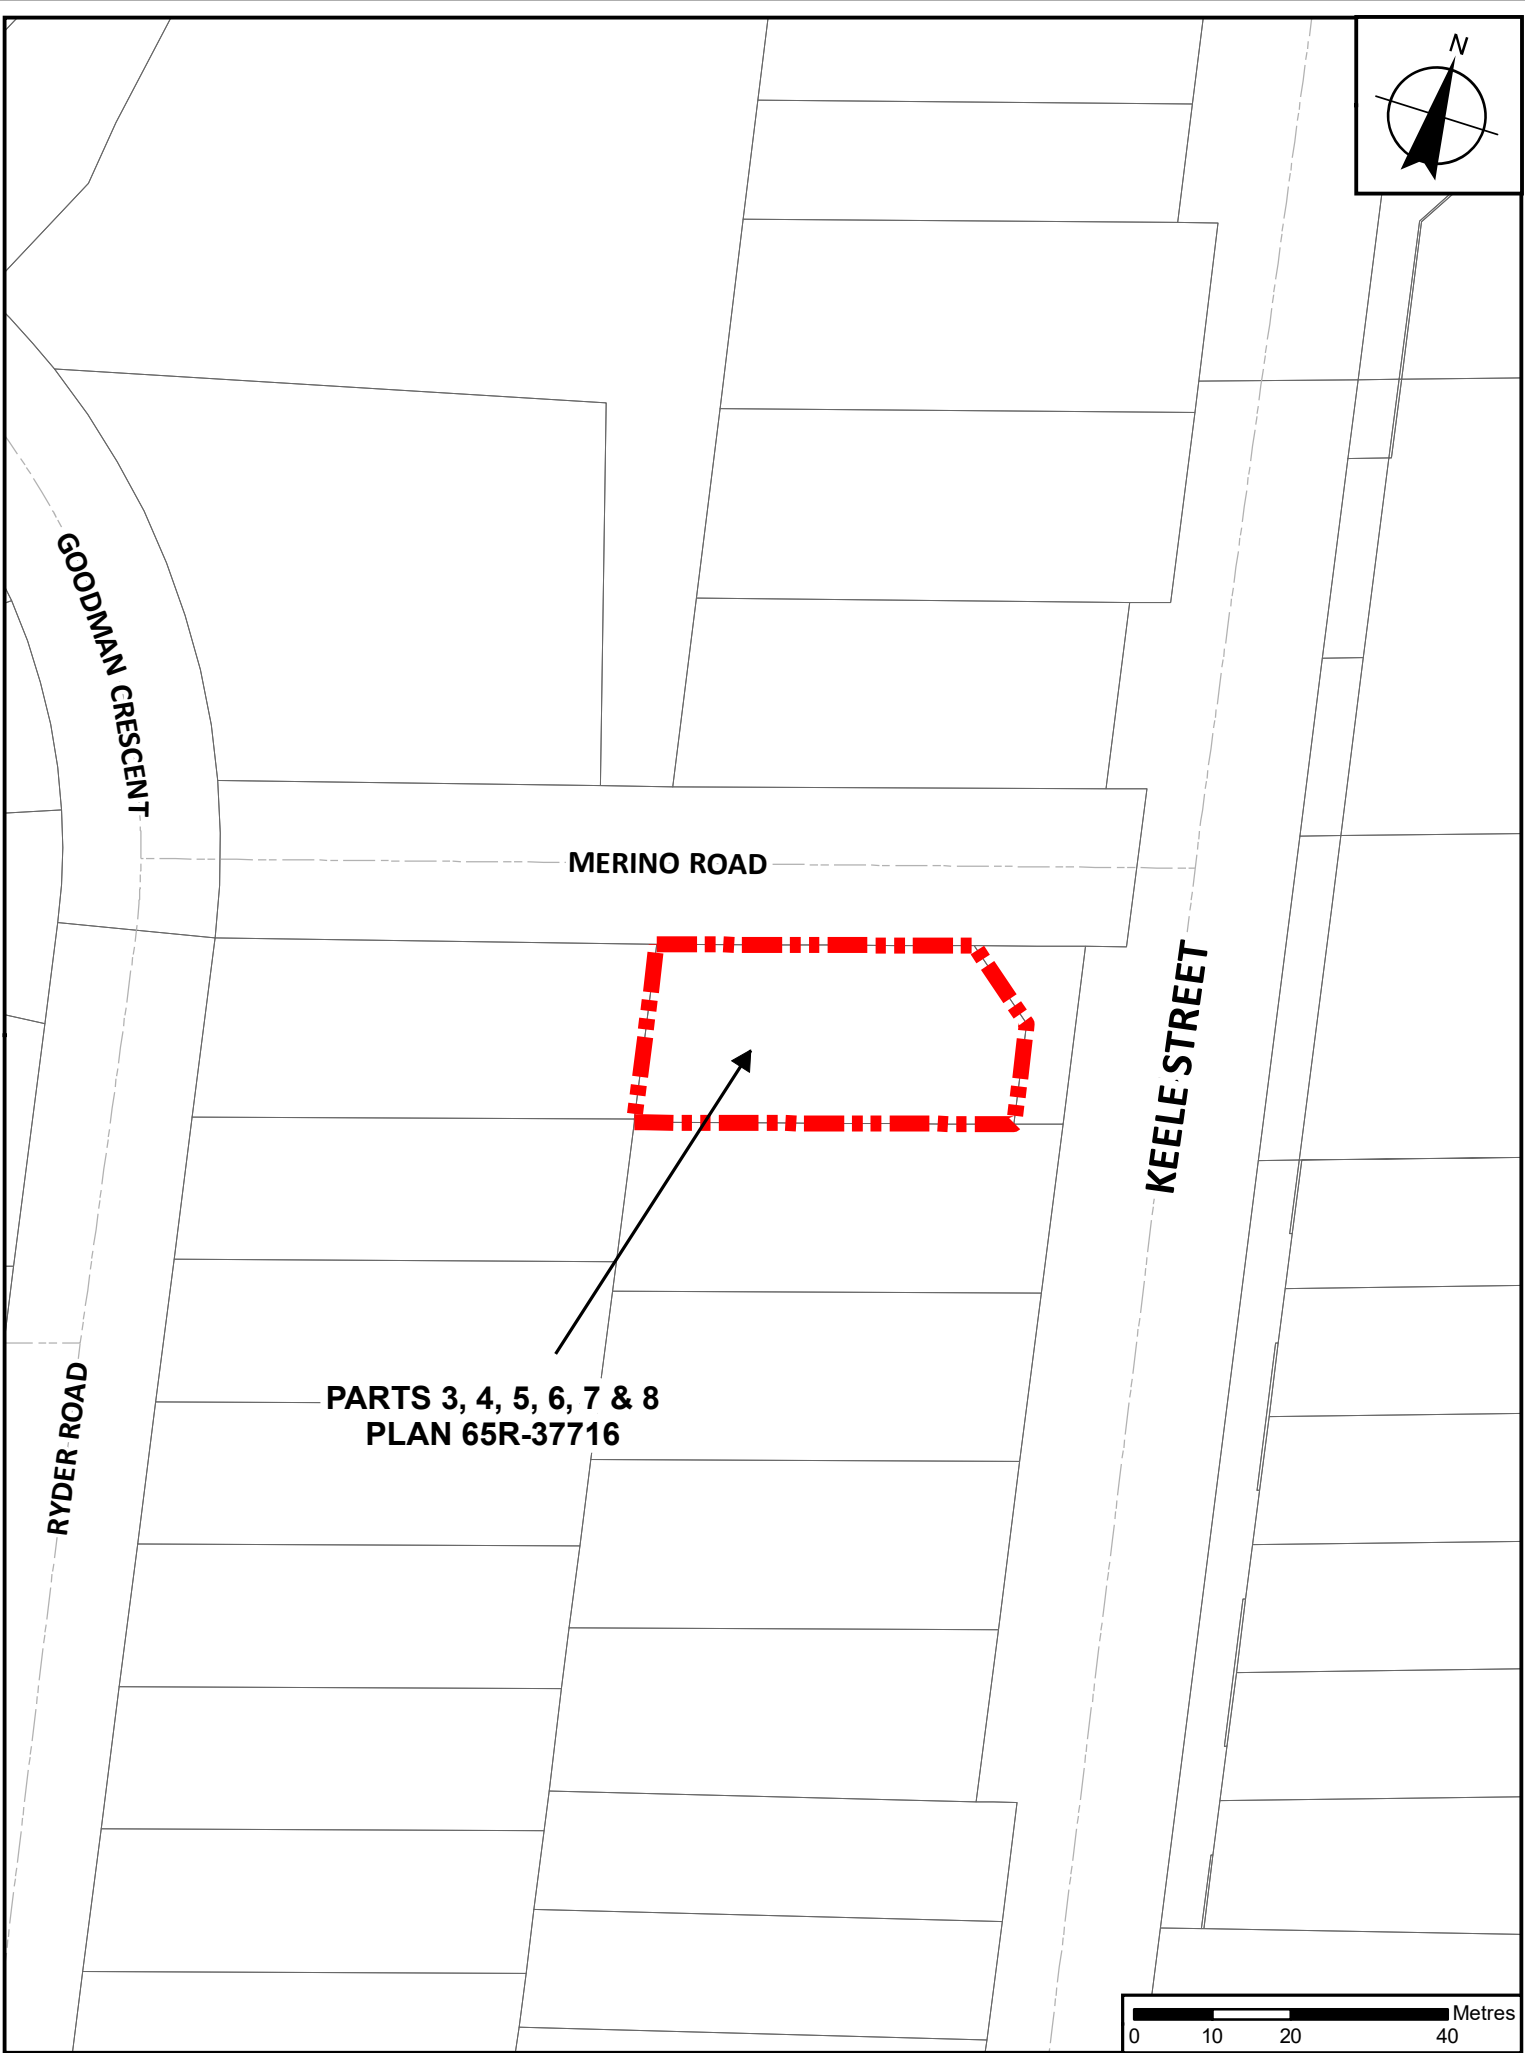 N
GOODMAN CRESCENT
MERINO ROAD
KEELE STREET
PARTS 3, 4, 5, 6, 7 & 8
PLAN 65R-37716
RYDER ROAD
Metres
0 10 20 40